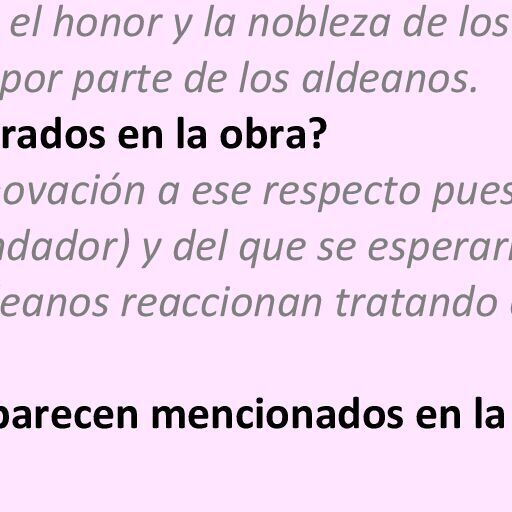 el honor y la nobleza de los
por parte de los aldeanos.
rados en la obra?
ovación a ese respecto pues
ndador) y del que se esperarí
eanos reaccionan tratando
parecen mencionados en la